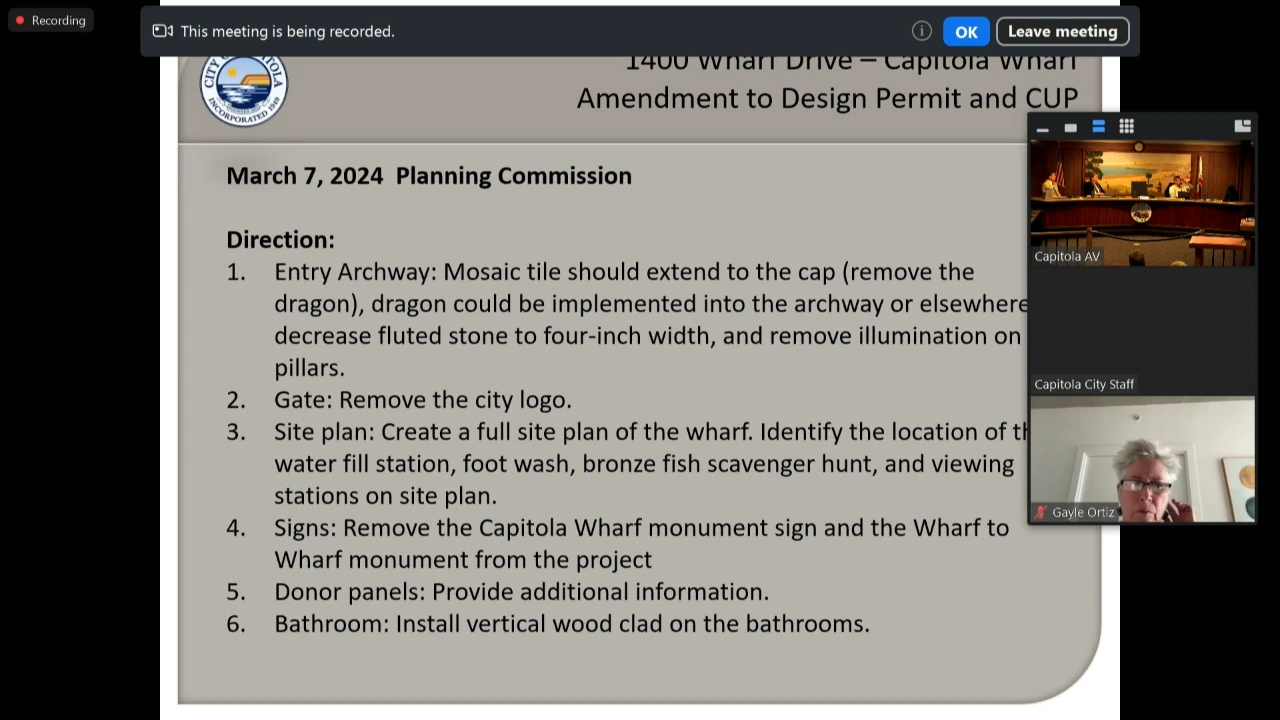 Recording
This meeting is being recorded.
OK
Leave meeting
1400 Wharf Drive – Capitola Wharf
Amendment to Design Permit and CUP
CITY OLA
INCORPORATED 1949
March 7, 2024 Planning Commission
Direction:
1. Entry Archway: Mosaic tile should extend to the cap (remove the
dragon), dragon could be implemented into the archway or elsewhere
decrease fluted stone to four-inch width, and remove illumination on
pillars.
2. Gate: Remove the city logo.
3. Site plan: Create a full site plan of the wharf. Identify the location of
water fill station, foot wash, bronze fish scavenger hunt, and viewing
stations on site plan.
4. Signs: Remove the Capitola Wharf monument sign and the Wharf to
Wharf monument from the project
5. Donor panels: Provide additional information.
6. Bathroom: Install vertical wood clad on the bathrooms.
Capitola AV
Capitola City Staff
Gayle Ortiz